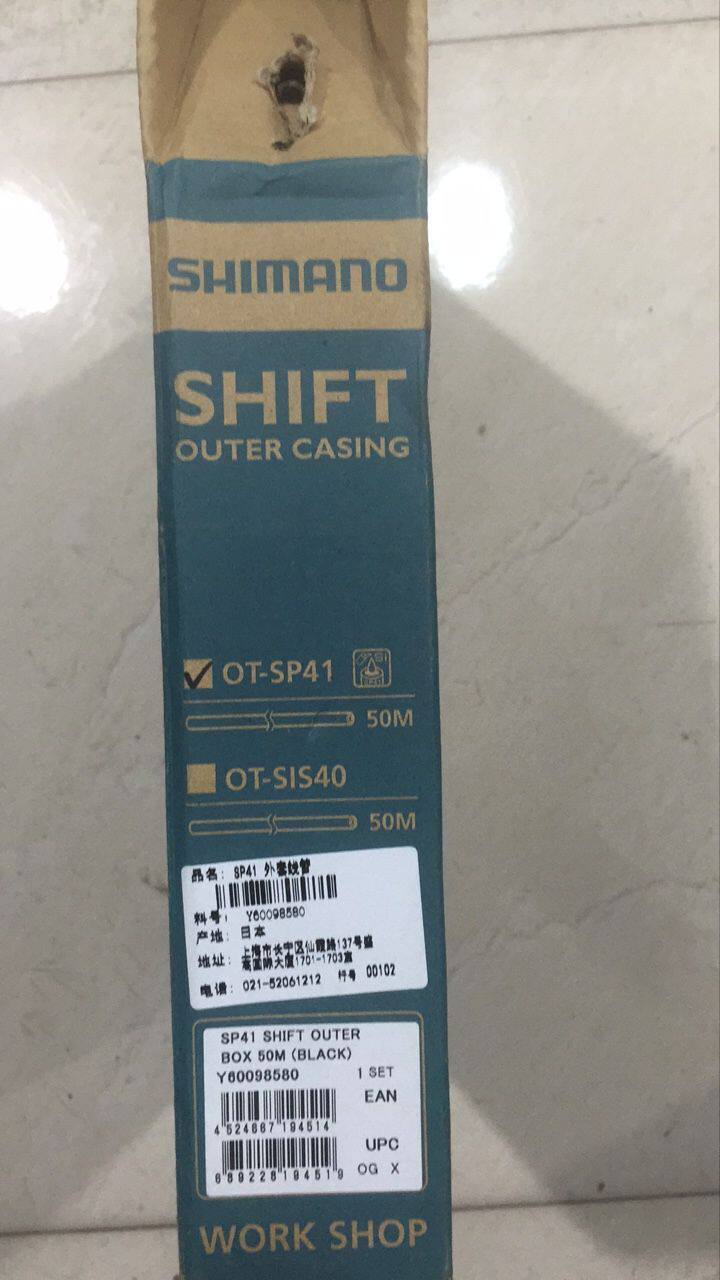 SHIMANO
SHIFT
OUTER CASING
OT-SP41
50M
OT-SIS40
50M
品名: SP41 外套线管
料号: Y60098580
产地: 日本
地址: 上海市长宁区仙霞路137号盛
高国际大厦1701-1703室
电话: 021-52061212 行号 00102
SP41 SHIFT OUTER
BOX 50M (BLACK)
Y60098580 1 SET
EAN
4 524667 194514
UPC
6 89228 19451 9
OG X
WORK SHOP